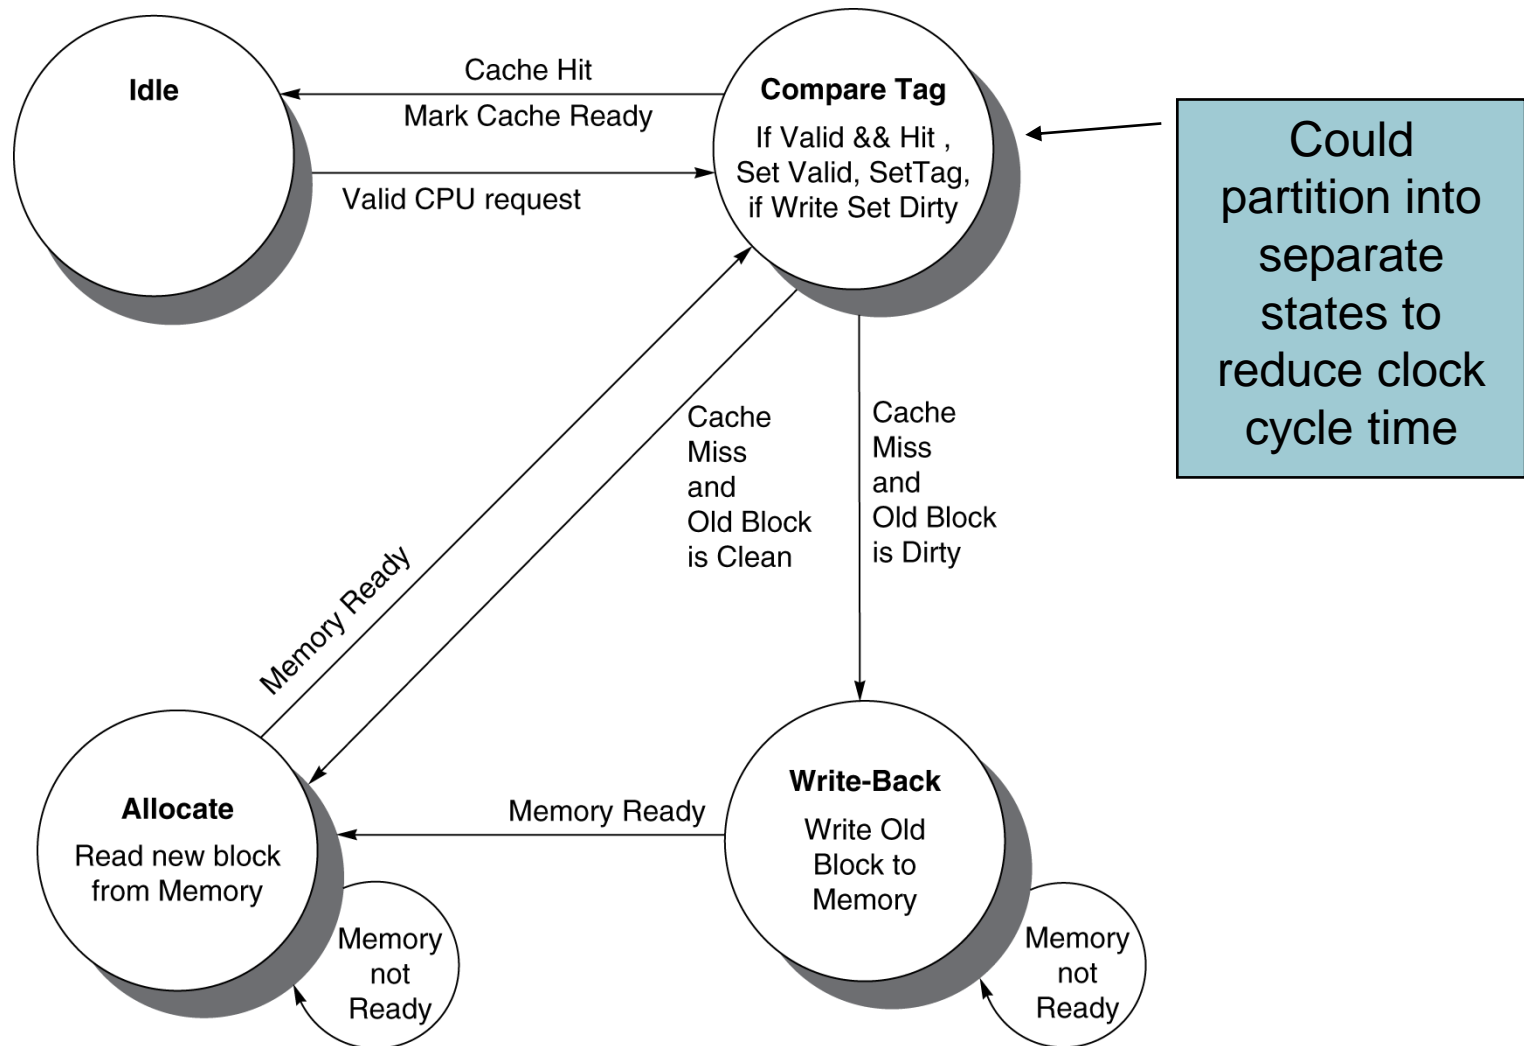 Idle
Cache Hit
Mark Cache Ready
Valid CPU request
Compare Tag
If Valid && Hit ,
Set Valid, SetTag,
if Write Set Dirty
Could
partition into
separate
states to
reduce clock
cycle time
Cache
Miss
and
Old Block
is Clean
Cache
Miss
and
Old Block
is Dirty
Memory Ready
Allocate
Read new block
from Memory
Memory Ready
Write-Back
Write Old
Block to
Memory
Memory
not
Ready
Memory
not
Ready